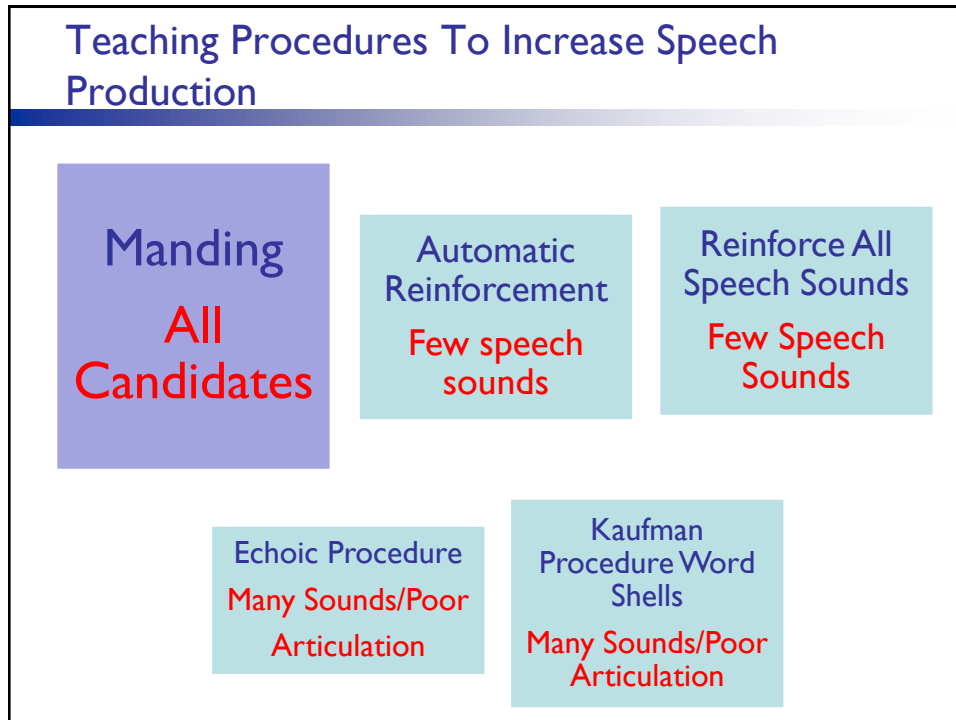 Teaching Procedures To Increase Speech
Production
Manding
All
Candidates
Automatic
Reinforcement
Few speech
sounds
Reinforce All
Speech Sounds
Few Speech
Sounds
Echoic Procedure
Many Sounds/Poor
Articulation
Kaufman
Procedure Word
Shells
Many Sounds/Poor
Articulation